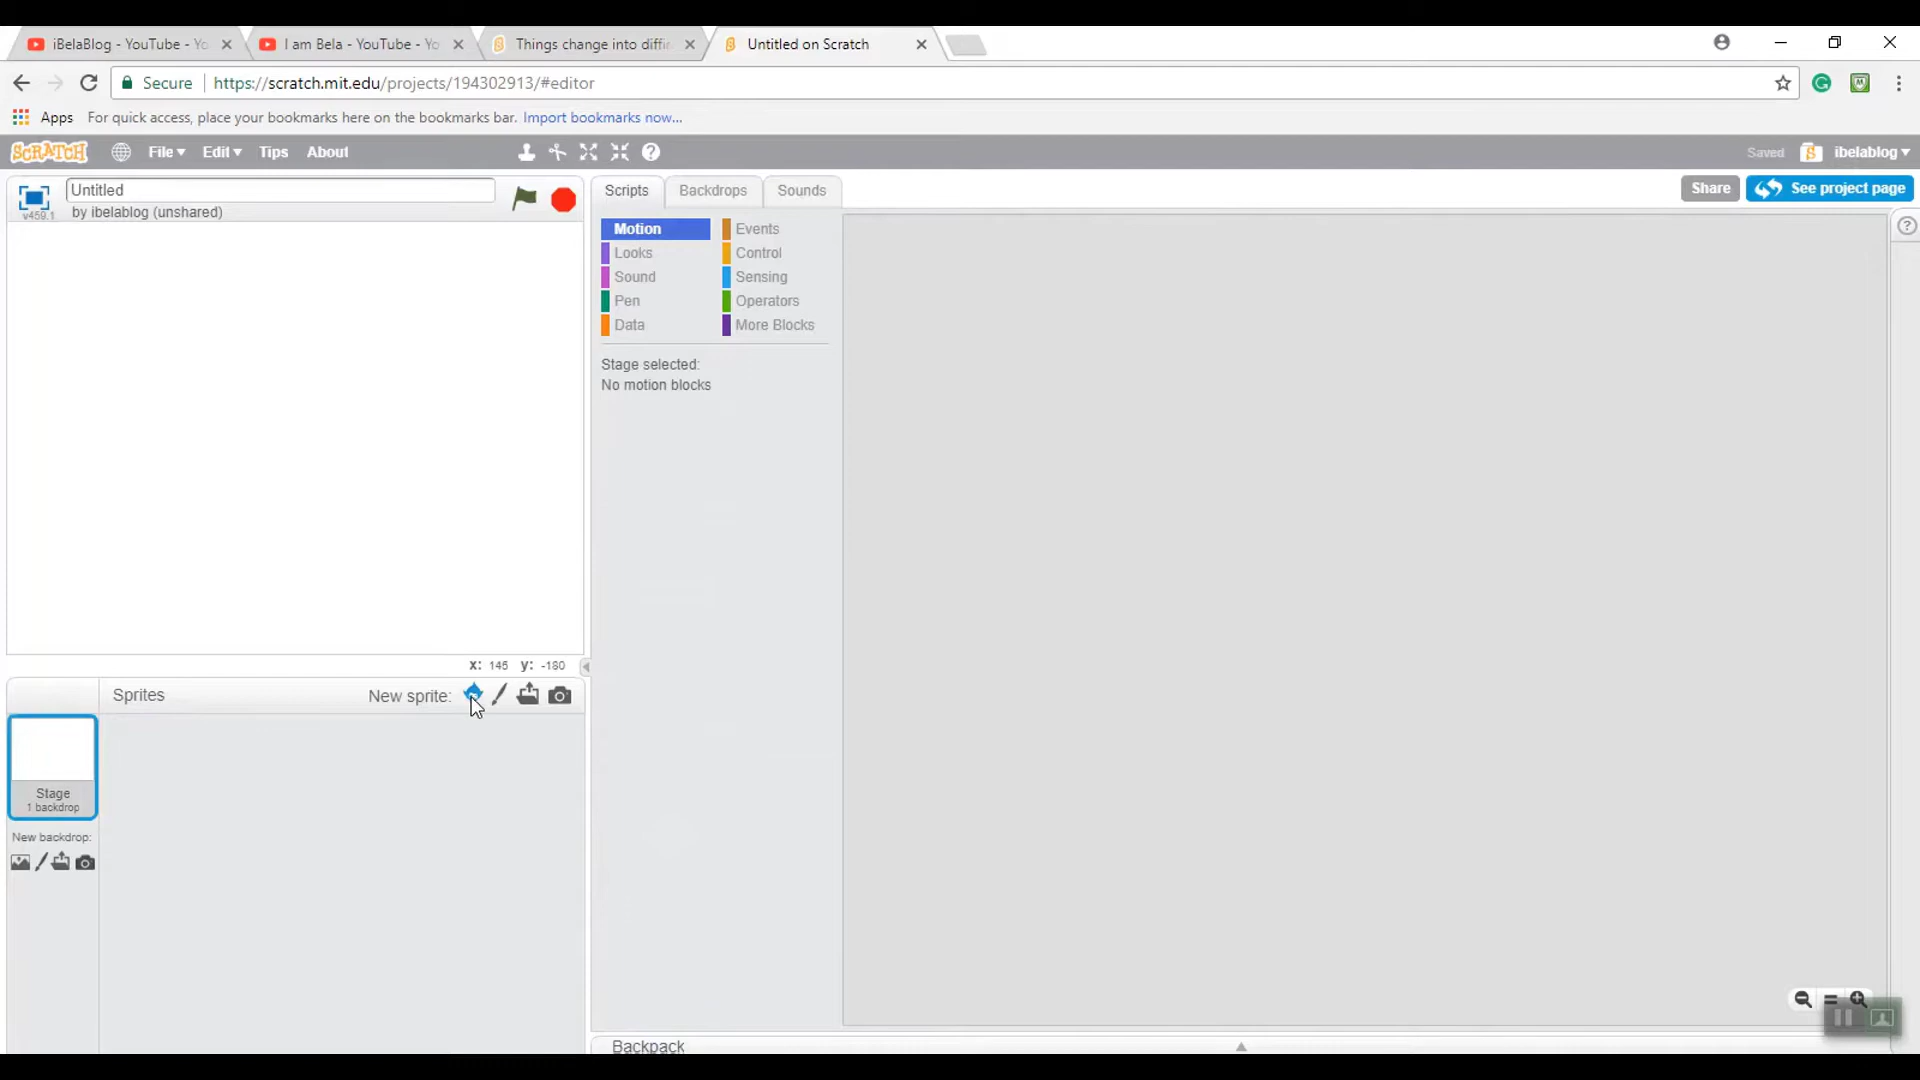 iBelaBlog - YouTube - Yo
I am Bela - YouTube - Yo
Things change into diffi
Untitled on Scratch
Secure
https://scratch.mit.edu/projects/194302913/#editor
Apps
For quick access, place your bookmarks here on the bookmarks bar.
Import bookmarks now...
SCRATCH
File
Edit
Tips
About
Saved
ibelablog
Untitled
by ibelablog (unshared)
v459.1
Scripts
Backdrops
Sounds
Share
See project page
Motion
Events
Looks
Control
Sound
Sensing
Pen
Operators
Data
More Blocks
Stage selected:
No motion blocks
x: 146 y: -180
Sprites
New sprite:
Stage
1 backdrop
New backdrop:
Backpack